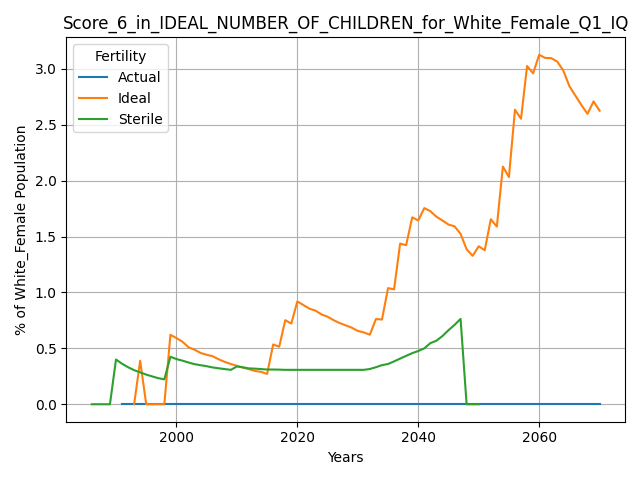 Score_6_in_IDEAL_NUMBER_OF_CHILDREN_for_White_Female_Q1_IQ
Fertility
Actual
Ideal
Sterile
% of White_Female Population
3.0
2.5
2.0
1.5
1.0
0.5
0.0
2000 2020 2040 2060
Years